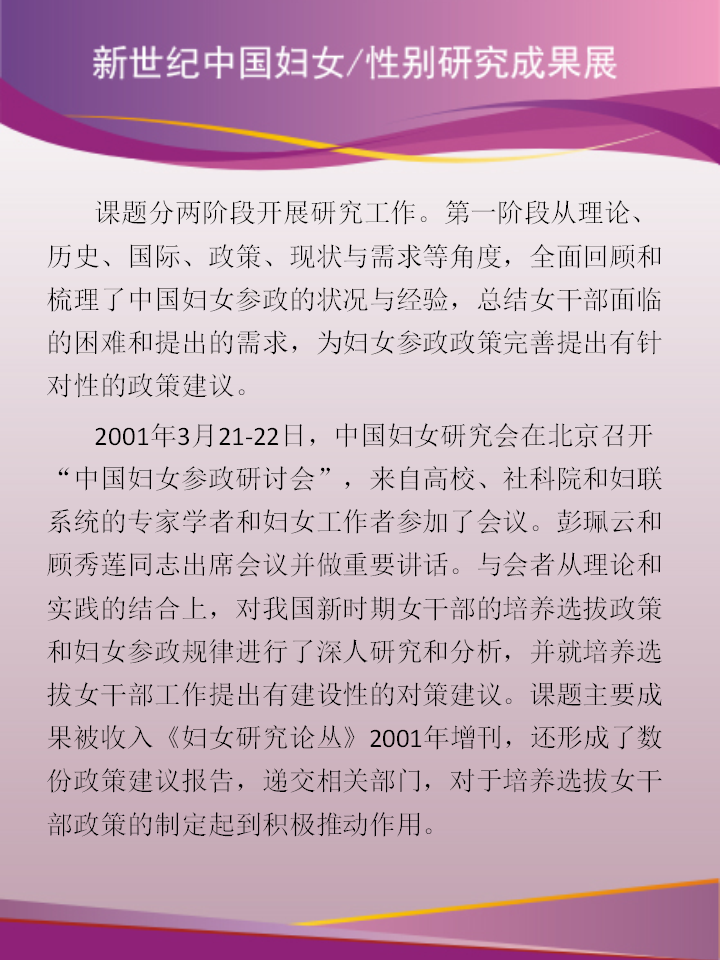 新世纪中国妇女/性别研究成果展
课题分两阶段开展研究工作。第一阶段从理论、
历史、国际、政策、现状与需求等角度，全面回顾和
梳理了中国妇女参政的状况与经验，总结女干部面临
的困难和提出的需求，为妇女参政政策完善提出有针
对性的政策建议。
2001年3月21-22日，中国妇女研究会在北京召开
“中国妇女参政研讨会”，来自高校、社科院和妇联
系统的专家学者和妇女工作者参加了会议。彭珮云和
顾秀莲同志出席会议并做重要讲话。与会者从理论和
实践的结合上，对我国新时期女干部的培养选拔政策
和妇女参政规律进行了深人研究和分析，并就培养选
拔女干部工作提出有建设性的对策建议。课题主要成
果被收入《妇女研究论丛》2001年增刊，还形成了数
份政策建议报告，递交相关部门，对于培养选拔女干
部政策的制定起到积极推动作用。